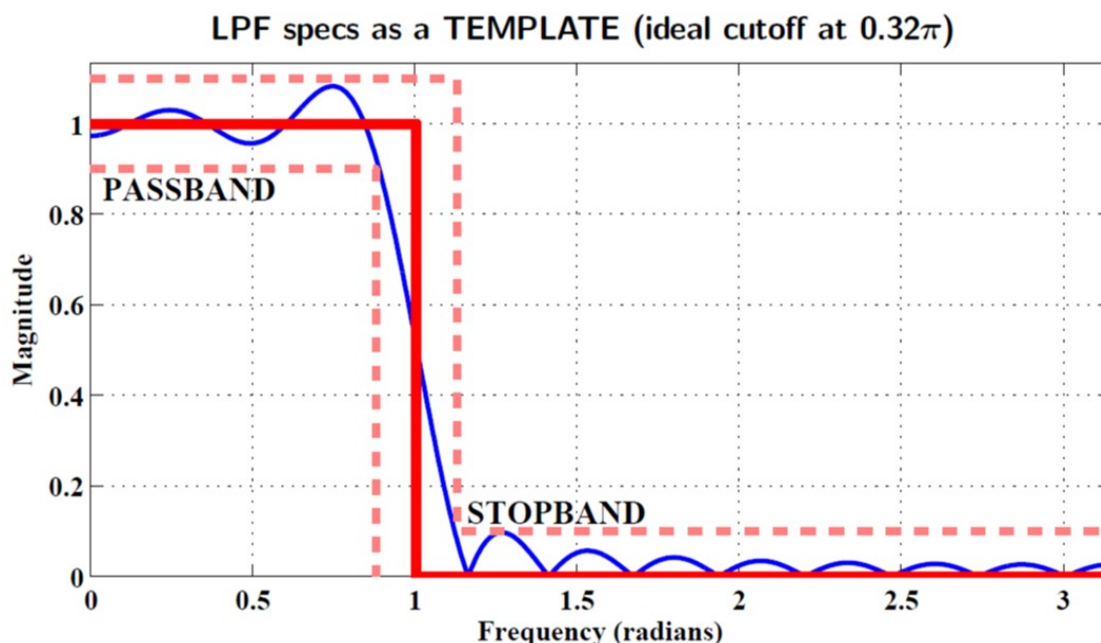 LPF specs as a TEMPLATE (ideal cutoff at 0.32π)
1
0.8
0.6
0.4
0.2
0
Magnitude
PASSBAND
STOPBAND
0 0.5 1 1.5 2 2.5 3
Frequency (radians)